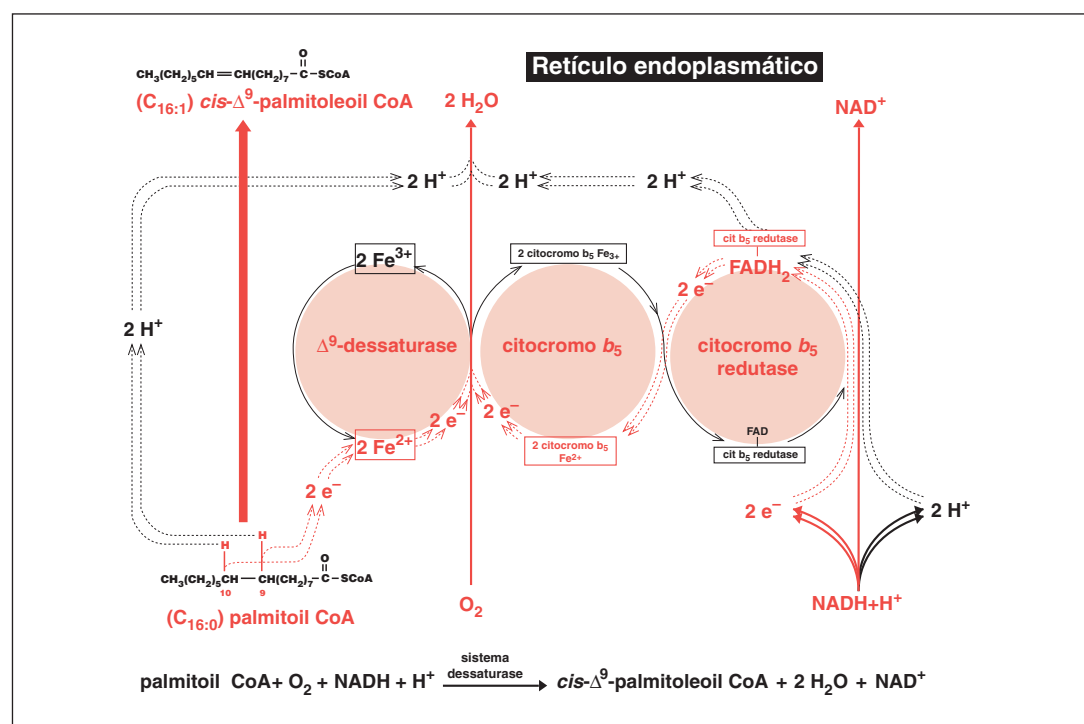 Retículo endoplasmático
O
CH₃(CH₂)₅CH=CH(CH₂)₇—C—SCoA
(C₁₆:₁) cis-Δ⁹-palmitoleoil CoA
2 H₂O
NAD⁺
2 H⁺
2 H⁺
2 H⁺
cit b₅ redutase
FADH₂
2 Fe³⁺
2 citocromo b₅ Fe₃₊
2 e⁻
2 H⁺
Δ⁹-dessaturase
citocromo b₅
citocromo b₅
redutase
2 e⁻
2 e⁻
2 Fe²⁺
2 citocromo b₅
Fe²⁺
FAD
cit b₅ redutase
2 e⁻
2 e⁻
2 H⁺
H
H
O
CH₃(CH₂)₅CH—CH(CH₂)₇—C—SCoA
10 9
(C₁₆:₀) palmitoil CoA
O₂
NADH+H⁺
palmitoil CoA+ O₂ + NADH + H⁺ sistema dessaturase cis-Δ⁹-palmitoleoil CoA + 2 H₂O + NAD⁺